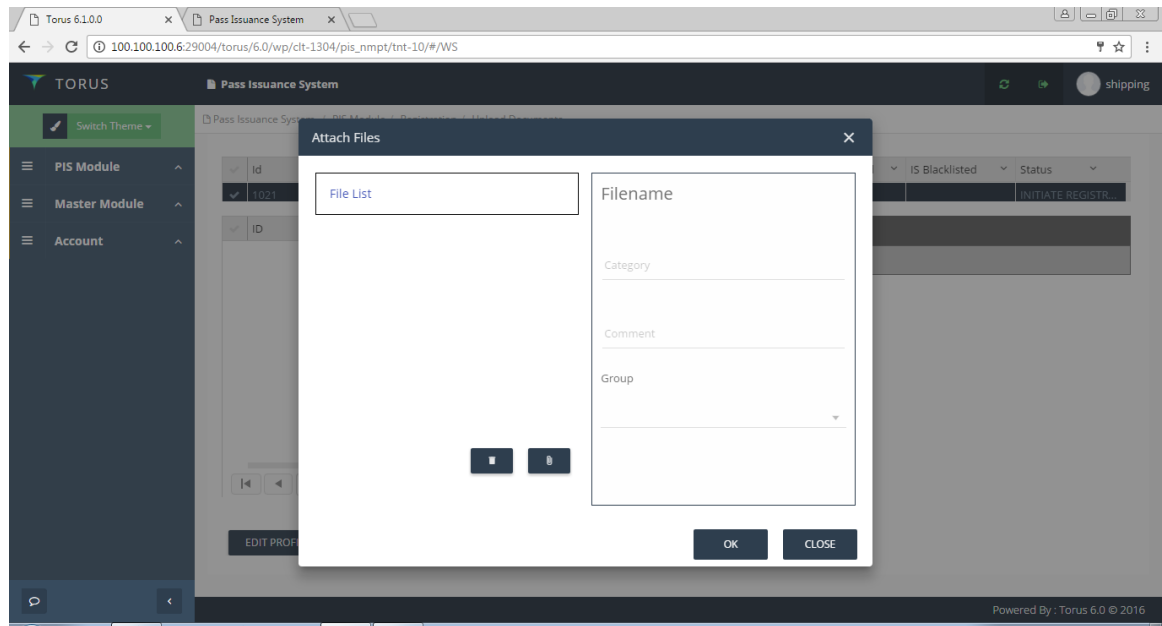 Torus 6.1.0.0
Pass Issuance System
100.100.100.6:29004/torus/6.0/wp/clt-1304/pis_nmpt/tnt-10/#/WS
TORUS
Pass Issuance System
shipping
Switch Theme
Pass Issuance Sys
Attach Files
PIS Module
Id
IS Blacklisted
Status
File List
Filename
1021
INITIATE REGISTR...
Master Module
ID
Account
Category
Comment
Group
EDIT PROFI
OK
CLOSE
Powered By : Torus 6.0 © 2016